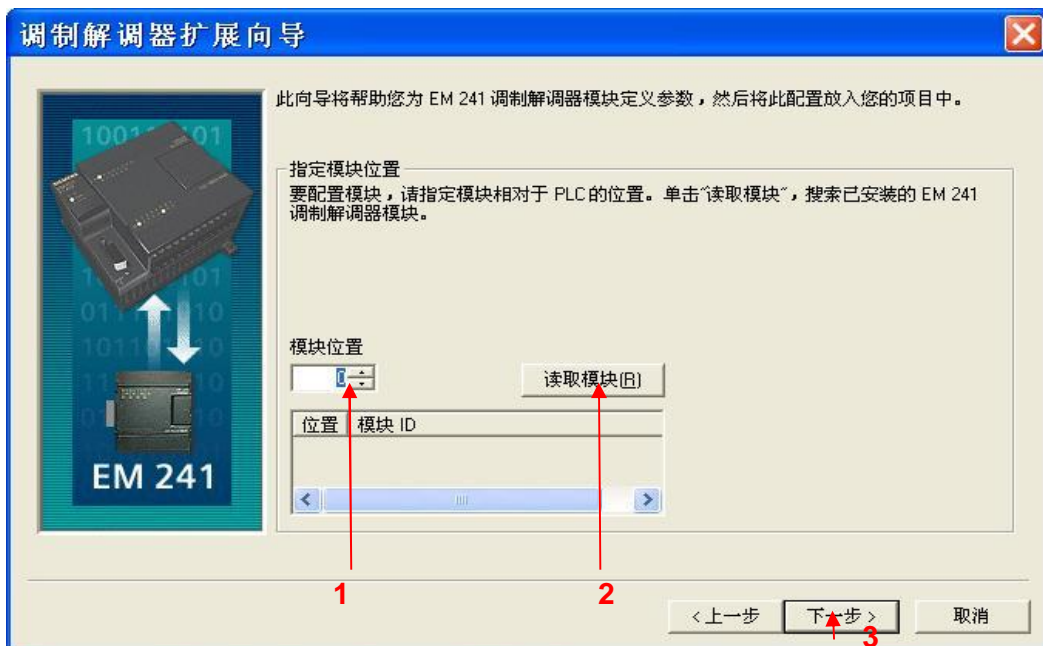 调制解调器扩展向导
此向导将帮助您为 EM 241 调制解调器模块定义参数，然后将此配置放入您的项目中。
指定模块位置
要配置模块，请指定模块相对于 PLC 的位置。单击“读取模块”，搜索已安装的 EM 241
调制解调器模块。
模块位置
0
读取模块(R)
位置 模块 ID
EM 241
1
2
<上一步
下一步>
取消
3